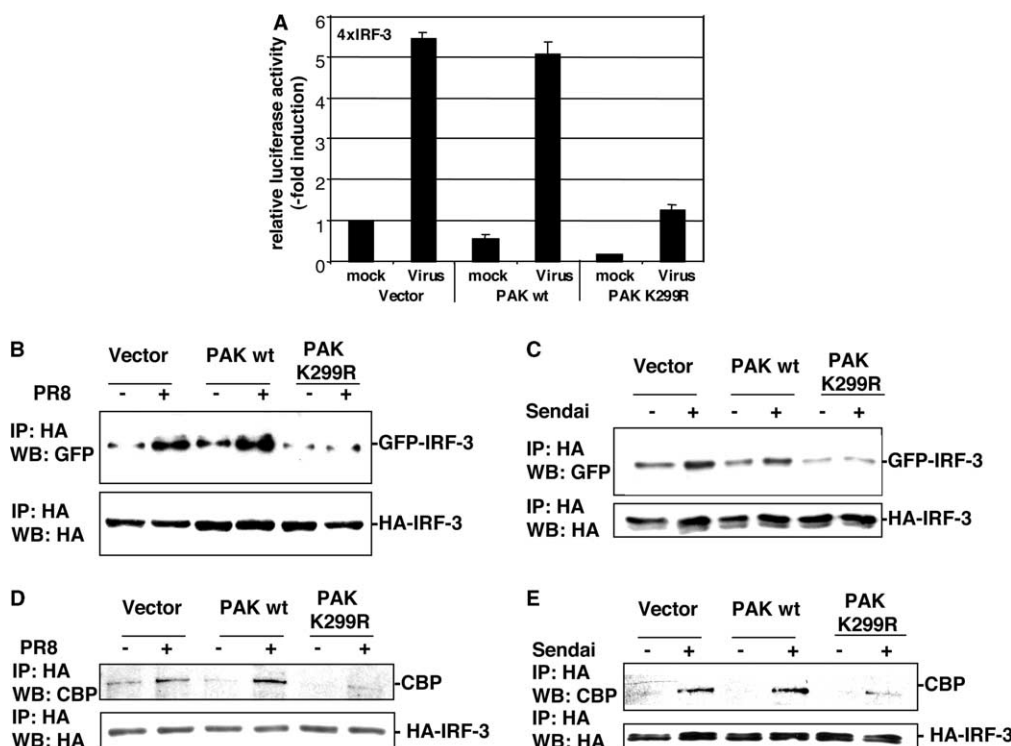 A
4xIRF-3
relative luciferase activity
(-fold induction)
6
5
4
3
2
1
0
mock Virus mock Virus mock Virus
Vector PAK wt PAK K299R
B
Vector PAK wt PAK
K299R
PR8 - + - + - +
IP: HA
WB: GFP
-GFP-IRF-3
IP: HA
WB: HA
-HA-IRF-3
C
Vector PAK wt PAK
K299R
Sendai - + - + - +
IP: HA
WB: GFP
-GFP-IRF-3
IP: HA
WB: HA
-HA-IRF-3
D
Vector PAK wt PAK
K299R
PR8 - + - + - +
IP: HA
WB: CBP
-CBP
IP: HA
WB: HA
- HA-IRF-3
E
Vector PAK wt PAK
K299R
Sendai - + - + - +
IP: HA
WB: CBP
-CBP
IP: HA
WB: HA
-HA-IRF-3